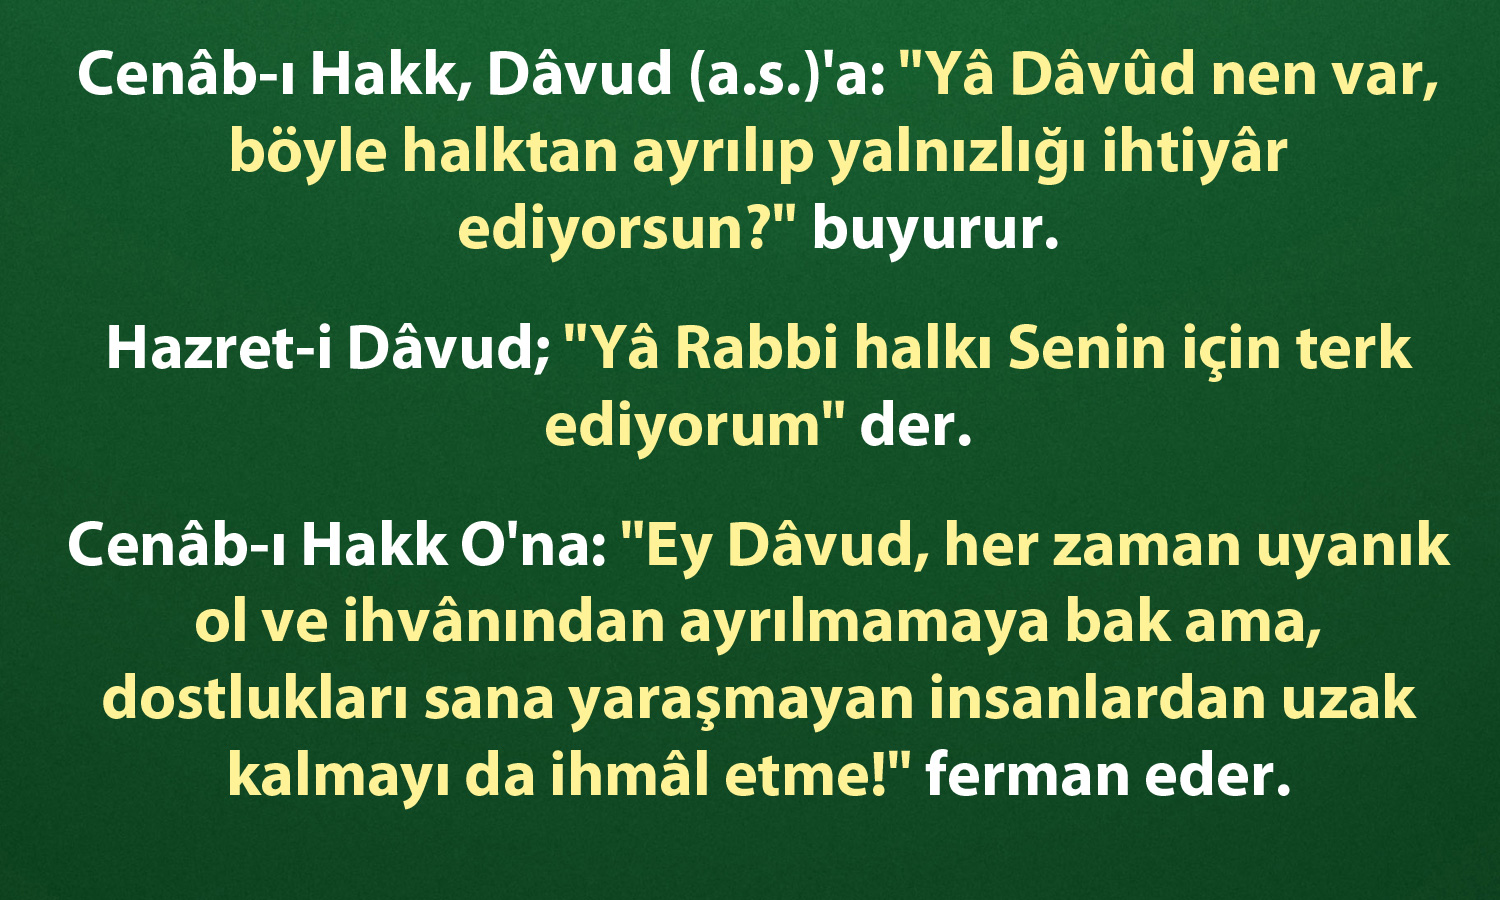 Cenâb-ı Hakk, Dâvud (a.s.)'a: "Yâ Dâvûd nen var,
böyle halktan ayrılıp yalnızlığı ihtiyâr
ediyorsun?" buyurur.
Hazret-i Dâvud; "Yâ Rabbi halkı Senin için terk
ediyorum" der.
Cenâb-ı Hakk O'na: "Ey Dâvud, her zaman uyanık
ol ve ihvânından ayrılmamaya bak ama,
dostlukları sana yaraşmayan insanlardan uzak
kalmayı da ihmâl etme!" ferman eder.